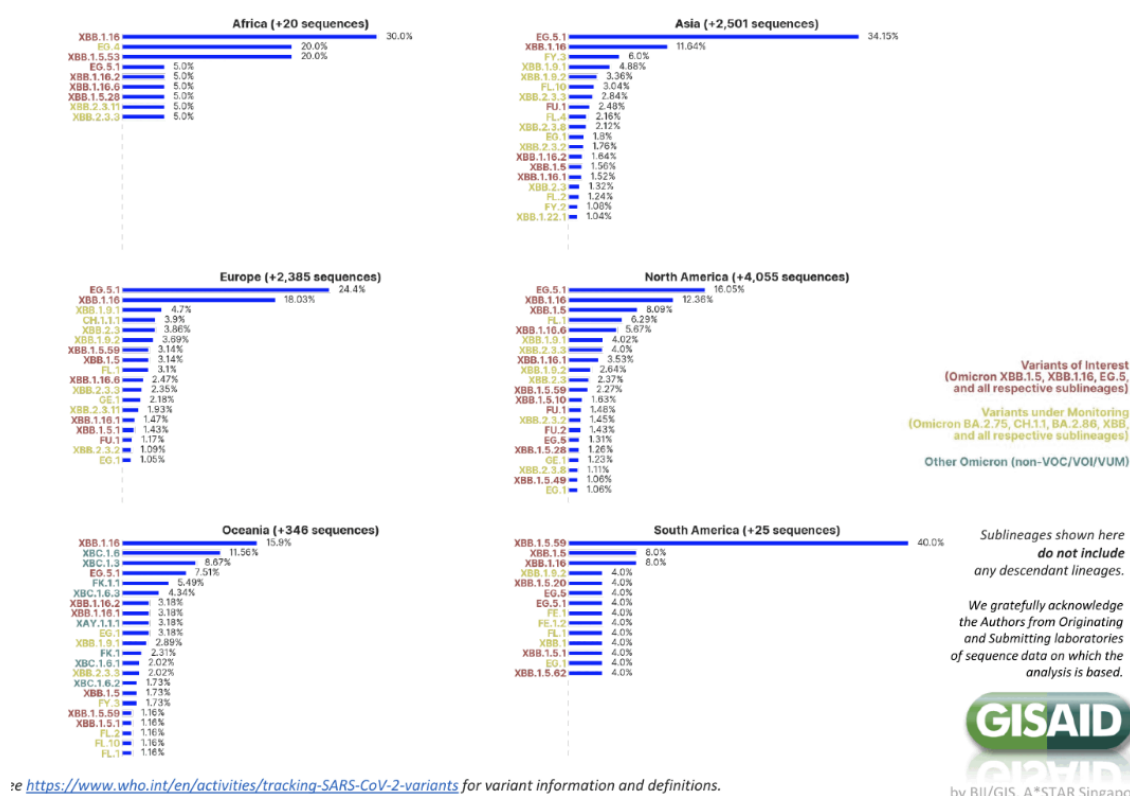 Africa (+20 sequences)
XBB.1.16 30.0%
EG.4 20.0%
XBB.1.5.53 20.0%
EG.5.1 5.0%
XBB.1.16.2 5.0%
XBB.1.16.6 5.0%
XBB.1.5.28 5.0%
XBB.2.3.11 5.0%
XBB.2.3.3 5.0%
Asia (+2,501 sequences)
EG.5.1 34.15%
XBB.1.16 11.64%
FY.3 6.0%
XBB.1.9.1 4.88%
XBB.1.9.2 3.36%
FL.10 3.04%
XBB.2.3.3 2.84%
FU.1 2.48%
FL.4 2.16%
XBB.2.3.8 2.12%
EG.1 1.8%
XBB.2.3.2 1.76%
XBB.1.16.2 1.64%
XBB.1.5 1.56%
XBB.1.16.1 1.52%
XBB.2.3 1.32%
FL.2 1.24%
FY.2 1.08%
XBB.1.22.1 1.04%
Europe (+2,385 sequences)
EG.5.1 24.4%
XBB.1.16 18.03%
XBB.1.9.1 4.7%
CH.1.1.1 3.9%
XBB.2.3 3.86%
XBB.1.9.2 3.69%
XBB.1.5.59 3.14%
XBB.1.5 3.14%
FL.1 3.1%
XBB.1.16.6 2.47%
XBB.2.3.3 2.35%
GE.1 2.18%
XBB.2.3.11 1.93%
XBB.1.16.1 1.47%
XBB.1.5.1 1.43%
FU.1 1.17%
XBB.2.3.2 1.09%
EG.1 1.05%
North America (+4,055 sequences)
EG.5.1 16.05%
XBB.1.16 12.36%
XBB.1.5 8.09%
FL.1 6.29%
XBB.1.16.6 5.67%
XBB.1.9.1 4.02%
XBB.2.3.3 4.0%
XBB.1.16.1 3.53%
XBB.1.9.2 2.64%
XBB.2.3 2.37%
XBB.1.5.59 2.27%
XBB.1.5.10 1.63%
FU.1 1.48%
XBB.2.3.2 1.45%
FU.2 1.43%
EG.5 1.31%
XBB.1.5.28 1.26%
GE.1 1.23%
XBB.2.3.8 1.11%
XBB.1.5.49 1.06%
EG.1 1.06%
Variants of Interest
(Omicron XBB.1.5, XBB.1.16, EG.5,
and all respective sublineages)
Variants under Monitoring
(Omicron BA.2.75, CH.1.1, BA.2.86, XBB,
and all respective sublineages)
Other Omicron (non-VOC/VOI/VUM)
Oceania (+346 sequences)
XBB.1.16 15.9%
XBC.1.6 11.56%
XBC.1.3 8.67%
EG.5.1 7.51%
FK.1.1 5.49%
XBC.1.6.3 4.34%
XBB.1.16.2 3.18%
XBB.1.16.1 3.18%
XAY.1.1.1 3.18%
EG.1 3.18%
XBB.1.9.1 2.89%
FK.1 2.31%
XBC.1.6.1 2.02%
XBB.2.3.3 2.02%
XBC.1.6.2 1.73%
XBB.1.5 1.73%
FY.3 1.73%
XBB.1.5.59 1.16%
XBB.1.5.1 1.16%
FL.2 1.16%
FL.10 1.16%
FL.1 1.16%
South America (+25 sequences)
XBB.1.5.59 40.0%
XBB.1.5 8.0%
XBB.1.16 8.0%
XBB.1.9.2 4.0%
XBB.1.5.20 4.0%
EG.5 4.0%
EG.5.1 4.0%
FE.1 4.0%
FE.1.2 4.0%
FL.1 4.0%
XBB.1 4.0%
XBB.1.5.1 4.0%
EG.1 4.0%
XBB.1.5.62 4.0%
Sublineages shown here
do not include
any descendant lineages.
We gratefully acknowledge
the Authors from Originating
and Submitting laboratories
of sequence data on which the
analysis is based.
GISAID
by BII/GIS, A*STAR Singapo
ee https://www.who.int/en/activities/tracking-SARS-CoV-2-variants for variant information and definitions.